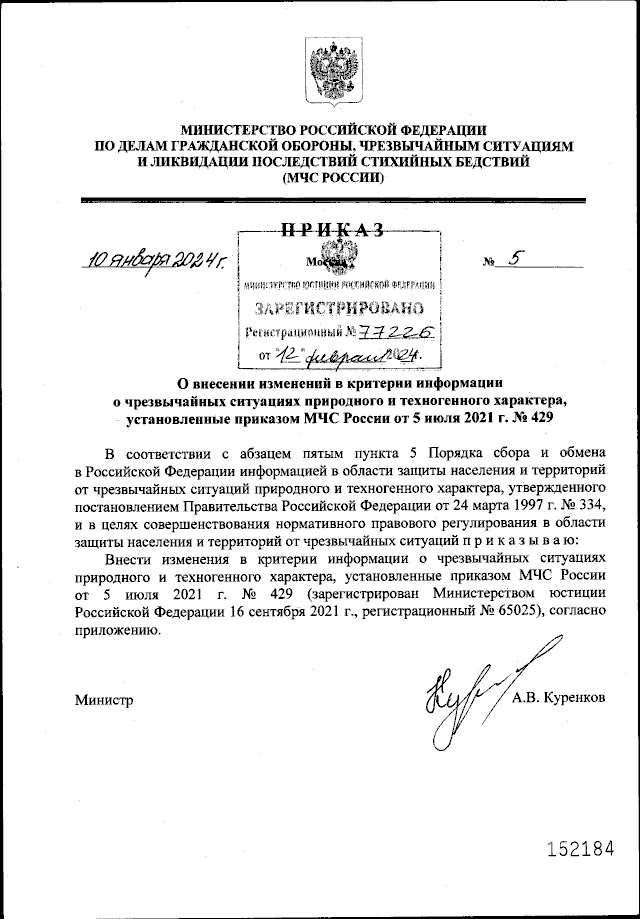 МИНИСТЕРСТВО РОССИЙСКОЙ ФЕДЕРАЦИИ
ПО ДЕЛАМ ГРАЖДАНСКОЙ ОБОРОНЫ, ЧРЕЗВЫЧАЙНЫМ СИТУАЦИЯМ
И ЛИКВИДАЦИИ ПОСЛЕДСТВИЙ СТИХИЙНЫХ БЕДСТВИЙ
(МЧС РОССИИ)
ПРИКАЗ
10 января 2024 г.
Москва
№ 5
МИНИСТЕРСТВО ЮСТИЦИИ РОССИЙСКОЙ ФЕДЕРАЦИИ
ЗАРЕГИСТРИРОВАНО
Регистрационный № 77226
от "12" февраля 2024.
О внесении изменений в критерии информации
о чрезвычайных ситуациях природного и техногенного характера,
установленные приказом МЧС России от 5 июля 2021 г. № 429
В соответствии с абзацем пятым пункта 5 Порядка сбора и обмена
в Российской Федерации информацией в области защиты населения и территорий
от чрезвычайных ситуаций природного и техногенного характера, утвержденного
постановлением Правительства Российской Федерации от 24 марта 1997 г. № 334,
и в целях совершенствования нормативного правового регулирования в области
защиты населения и территорий от чрезвычайных ситуаций п р и к а з ы в а ю:
Внести изменения в критерии информации о чрезвычайных ситуациях
природного и техногенного характера, установленные приказом МЧС России
от 5 июля 2021 г. № 429 (зарегистрирован Министерством юстиции
Российской Федерации 16 сентября 2021 г., регистрационный № 65025), согласно
приложению.
Министр
А.В. Куренков
152184